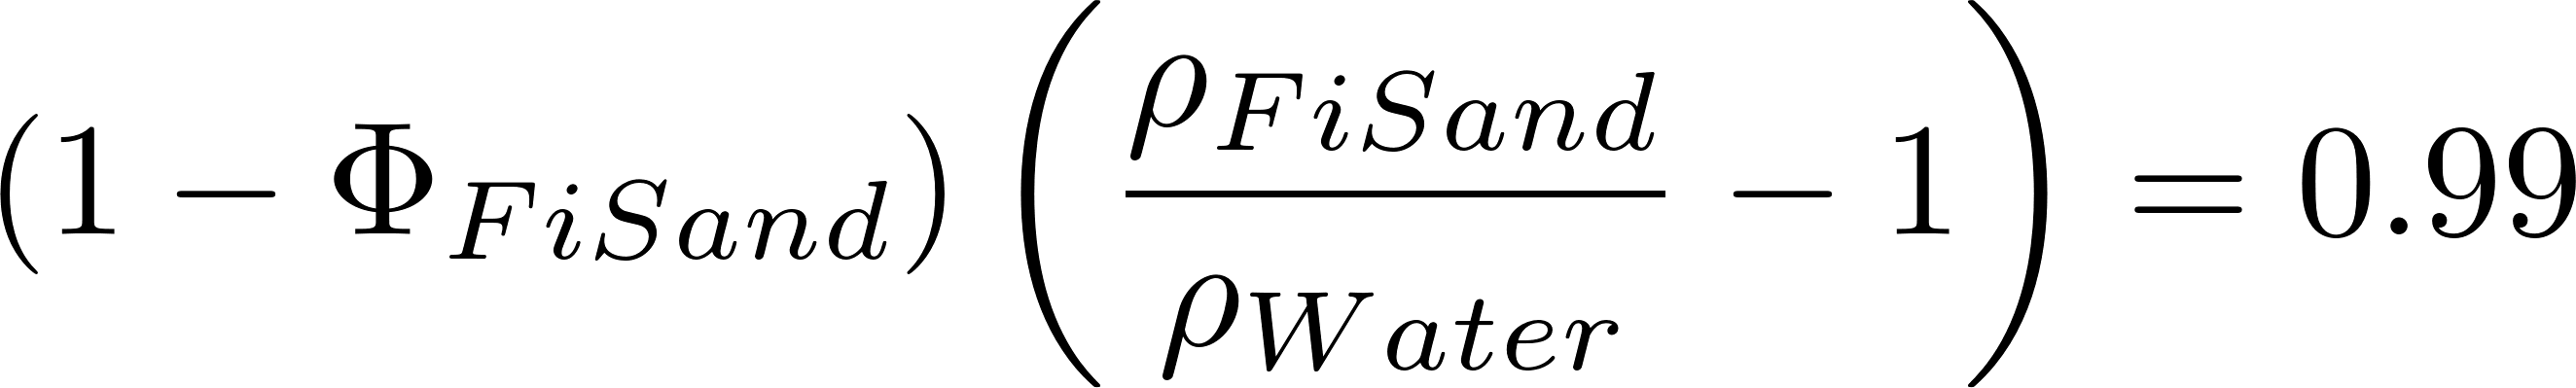 (1 − Φ_{FiSand}) (ρ_{FiSand}/ρ_{Water} − 1) = 0.99